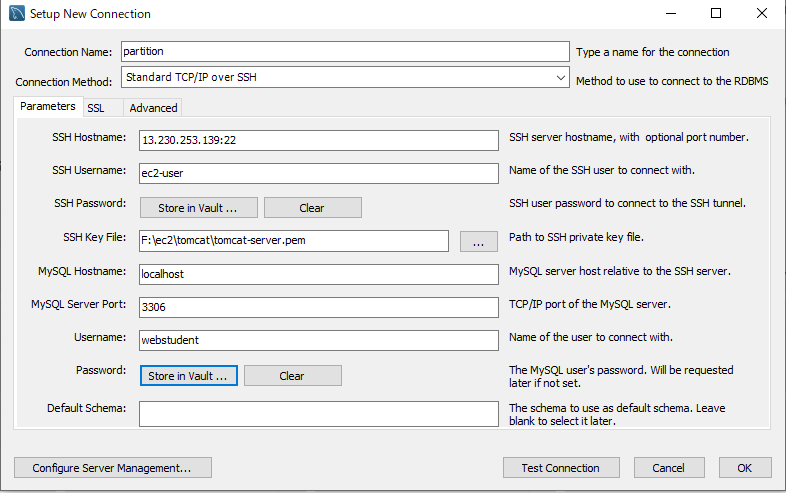 Setup New Connection
Connection Name: partition Type a name for the connection
Connection Method: Standard TCP/IP over SSH Method to use to connect to the RDBMS
Parameters SSL Advanced
SSH Hostname: 13.230.253.139:22 SSH server hostname, with optional port number.
SSH Username: ec2-user Name of the SSH user to connect with.
SSH Password: Store in Vault ... Clear SSH user password to connect to the SSH tunnel.
SSH Key File: F:\ec2\tomcat\tomcat-server.pem ... Path to SSH private key file.
MySQL Hostname: localhost MySQL server host relative to the SSH server.
MySQL Server Port: 3306 TCP/IP port of the MySQL server.
Username: webstudent Name of the user to connect with.
Password: Store in Vault ... Clear The MySQL user's password. Will be requested
later if not set.
Default Schema: The schema to use as default schema. Leave
blank to select it later.
Configure Server Management... Test Connection Cancel OK